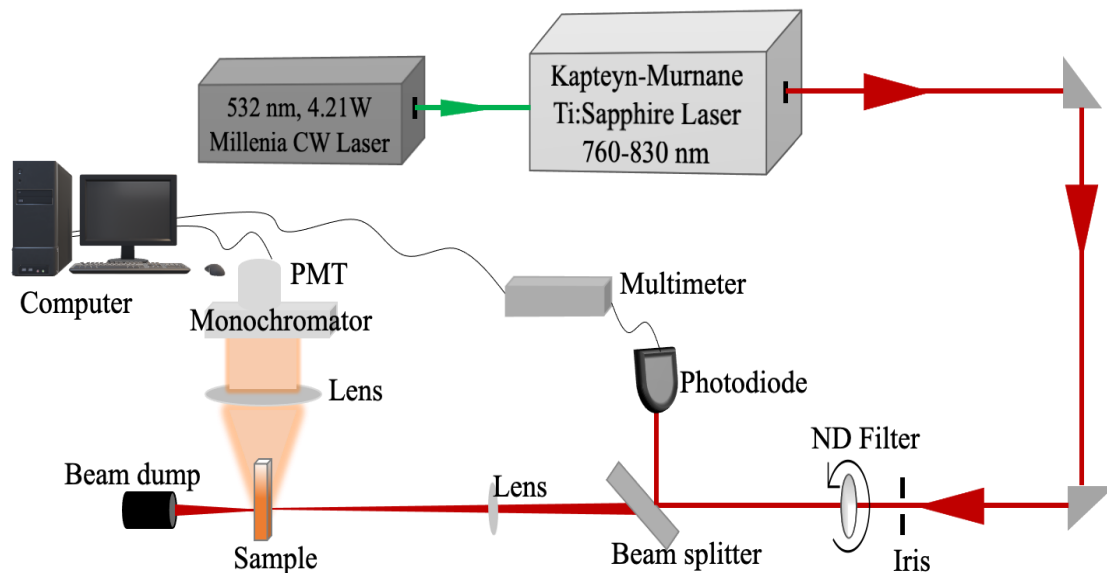 532 nm, 4.21W
Millenia CW Laser
Kapteyn-Murnane
Ti:Sapphire Laser
760-830 nm
Computer
PMT
Monochromator
Lens
Multimeter
Photodiode
ND Filter
Beam dump
Sample
Lens
Beam splitter
Iris